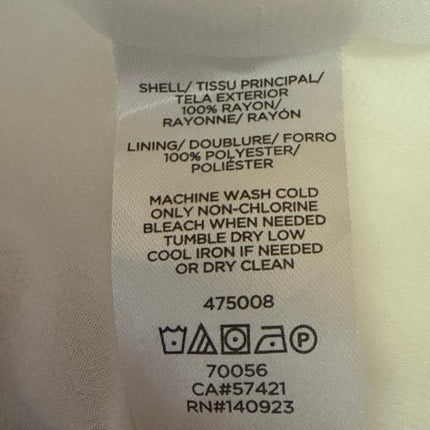 SHELL/ TISSU PRINCIPAL/
TELA EXTERIOR
100% RAYON/
RAYONNE/ RAYÓN
LINING/ DOUBLURE/ FORRO
100% POLYESTER/
POLIÉSTER
MACHINE WASH COLD
ONLY NON-CHLORINE
BLEACH WHEN NEEDED
TUMBLE DRY LOW
COOL IRON IF NEEDED
OR DRY CLEAN
475008
P
70056
CA#57421
RN#140923